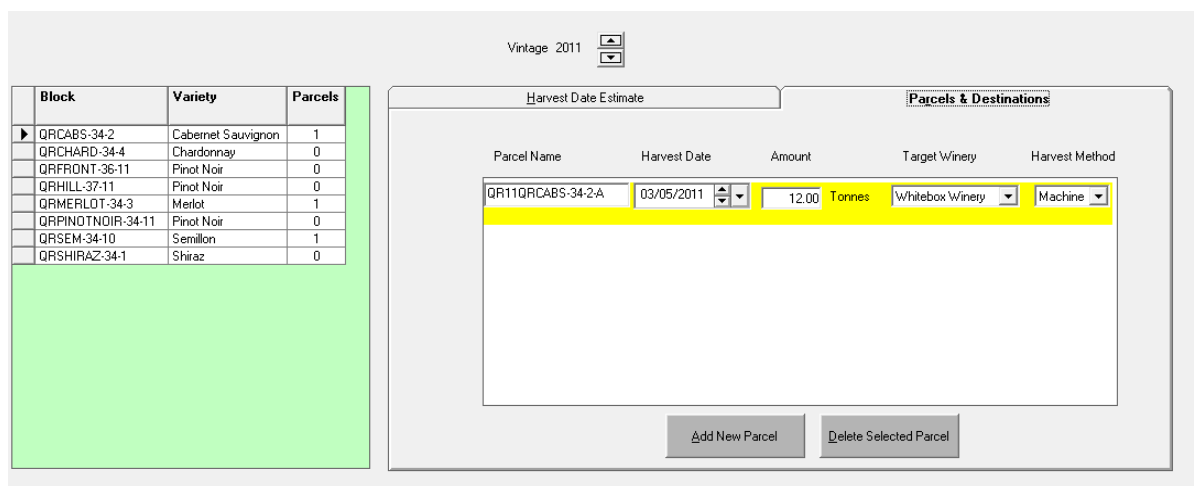 Vintage 2011
Block Variety Parcels
QRCABS-34-2 Cabernet Sauvignon 1
QRCHARD-34-4 Chardonnay 0
QRFRONT-36-11 Pinot Noir 0
QRHILL-37-11 Pinot Noir 0
QRMERLOT-34-3 Merlot 1
QRPINOTNOIR-34-11 Pinot Noir 0
QRSEM-34-10 Semillon 1
QRSHIRAZ-34-1 Shiraz 0
Harvest Date Estimate Parcels & Destinations
Parcel Name Harvest Date Amount Target Winery Harvest Method
QR11QRCABS-34-2-A 03/05/2011 12.00 Tonnes Whitebox Winery Machine
Add New Parcel Delete Selected Parcel